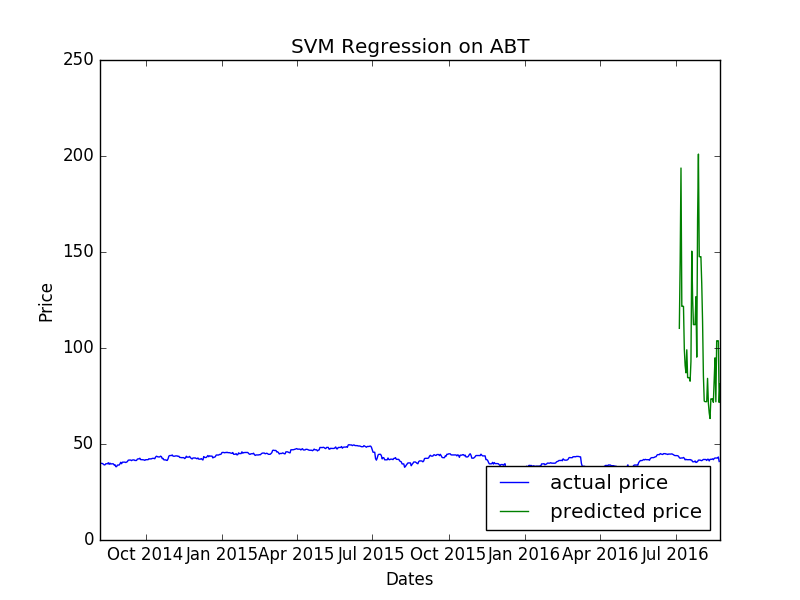 SVM Regression on ABT
250
200
150
100
50
0
Price
actual price
predicted price
Oct 2014 Jan 2015 Apr 2015 Jul 2015 Oct 2015 Jan 2016 Apr 2016 Jul 2016
Dates